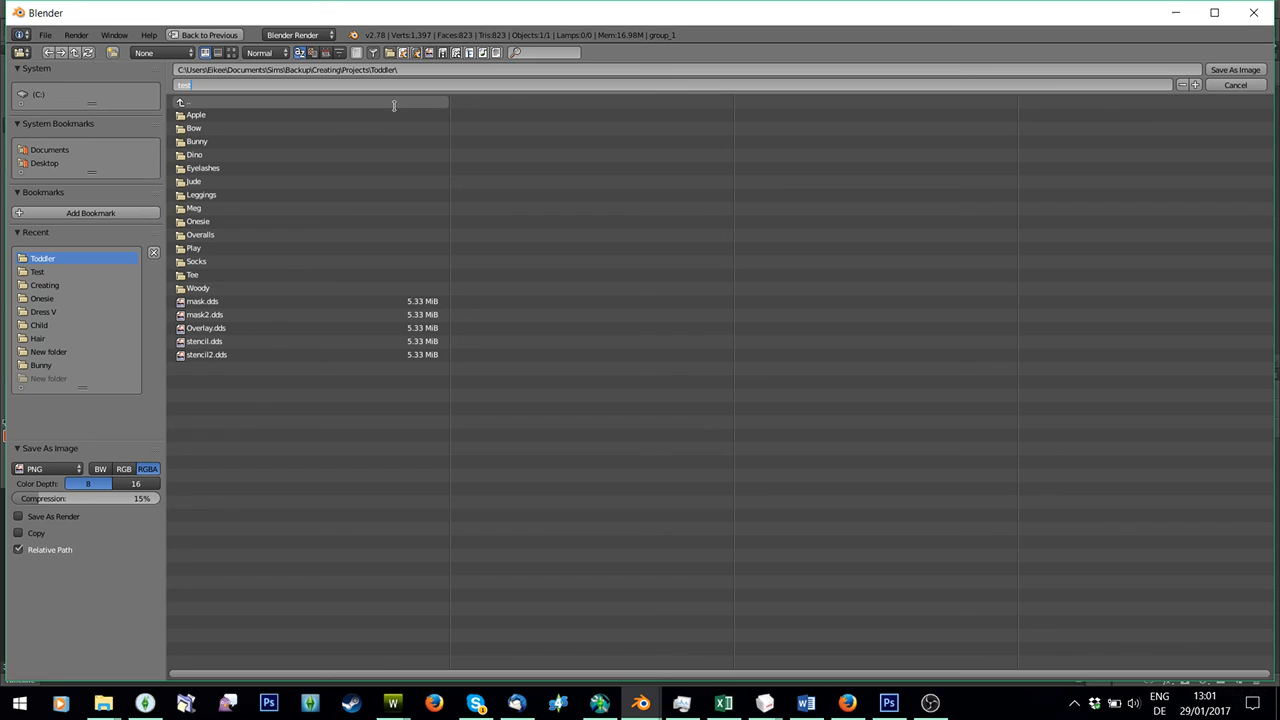 Blender
File Render Window Help Back to Previous Blender Render v2.78 | Verts:1,397 | Faces:823 | Tris:823 | Objects:1/1 | Lamps:0/0 | Mem:16.98M | group_1
None Normal
System
C:\Users\Eikee\Documents\Sims\Backup\Creating\Projects\Toddler\ Save As Image
test Cancel
(C:)
System Bookmarks
Documents
Desktop
Bookmarks
Add Bookmark
Recent
Toddler
Test
Creating
Onesie
Dress V
Child
Hair
New folder
Bunny
New folder
..
Apple
Bow
Bunny
Dino
Eyelashes
Jude
Leggings
Meg
Onesie
Overalls
Play
Socks
Tee
Woody
mask.dds 5.33 MiB
mask2.dds 5.33 MiB
Overlay.dds 5.33 MiB
stencil.dds 5.33 MiB
stencil2.dds 5.33 MiB
Save As Image
PNG BW RGB RGBA
Color Depth: 8 16
Compression: 15%
Save As Render
Copy
Relative Path
ENG 13:01
DE 29/01/2017